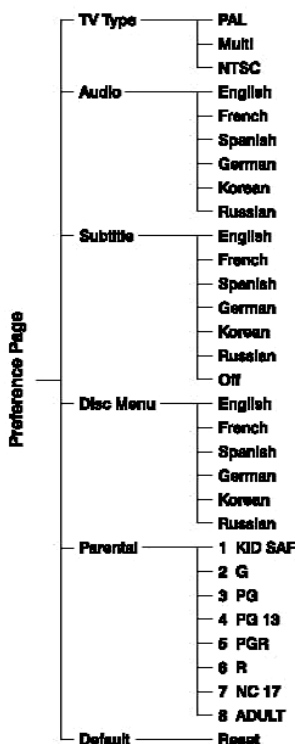 Preference Page
TV Type
PAL
Multi
NTSC
Audio
English
French
Spanish
German
Korean
Russian
Subtitle
English
French
Spanish
German
Korean
Russian
Off
Disc Menu
English
French
Spanish
German
Korean
Russian
Parental
1 KID SAF
2 G
3 PG
4 PG 13
5 PGR
6 R
7 NC 17
8 ADULT
Default
Reset